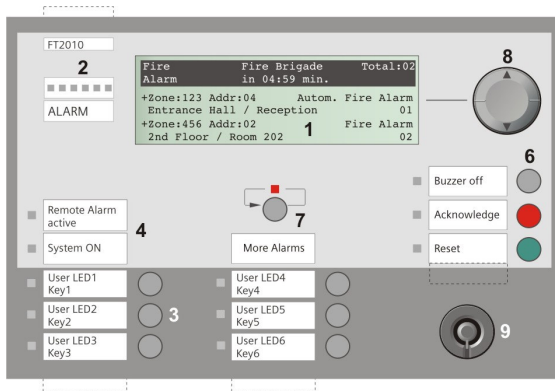 FT2010
2
ALARM
Fire Fire Brigade Total:02
Alarm in 04:59 min.
+Zone:123 Addr:04 Autom. Fire Alarm
Entrance Hall / Reception 01
+Zone:456 Addr:02 Fire Alarm
2nd Floor / Room 202 02
1
8
6
Buzzer off
Acknowledge
Reset
Remote Alarm
active
System ON
4
7
More Alarms
User LED1
Key1
User LED2
Key2
User LED3
Key3
3
User LED4
Key4
User LED5
Key5
User LED6
Key6
9